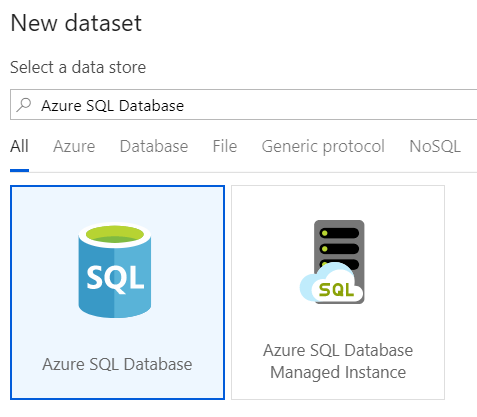 New dataset
Select a data store
Azure SQL Database
All Azure Database File Generic protocol NoSQL
SQL
SQL
Azure SQL Database
Azure SQL Database
Managed Instance